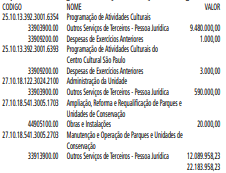 CODIGO NOME VALOR
25.10.13.392.3001.6354 Programação de Atividades Culturais
33903900.00 Outros Serviços de Terceiros - Pessoa Jurídica 9.480.000,00
33909200.00 Despesas de Exercícios Anteriores 1.000,00
25.10.13.392.3001.6393 Programação de Atividades Culturais do
Centro Cultural São Paulo
33909200.00 Despesas de Exercícios Anteriores 3.000,00
27.10.18.122.3024.2100 Administração da Unidade
33903900.00 Outros Serviços de Terceiros - Pessoa Jurídica 590.000,00
27.10.18.541.3005.1703 Ampliação, Reforma e Requalificação de Parques e
Unidades de Conservação
44905100.00 Obras e Instalações 20.000,00
27.10.18.541.3005.2703 Manutenção e Operação de Parques e Unidades de
Conservação
33913900.00 Outros Serviços de Terceiros - Pessoa Jurídica 12.089.958,23
22.183.958,23